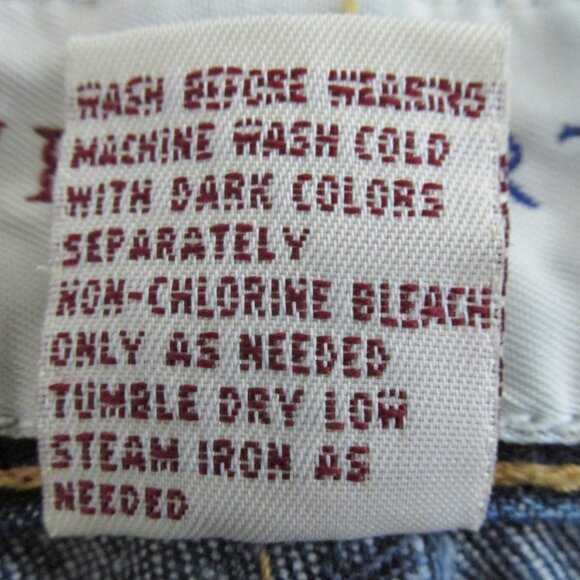 WASH BEFORE WEARING
MACHINE WASH COLD
WITH DARK COLORS
SEPARATELY
NON-CHLORINE BLEACH
ONLY AS NEEDED
TUMBLE DRY LOW
STEAM IRON AS
NEEDED